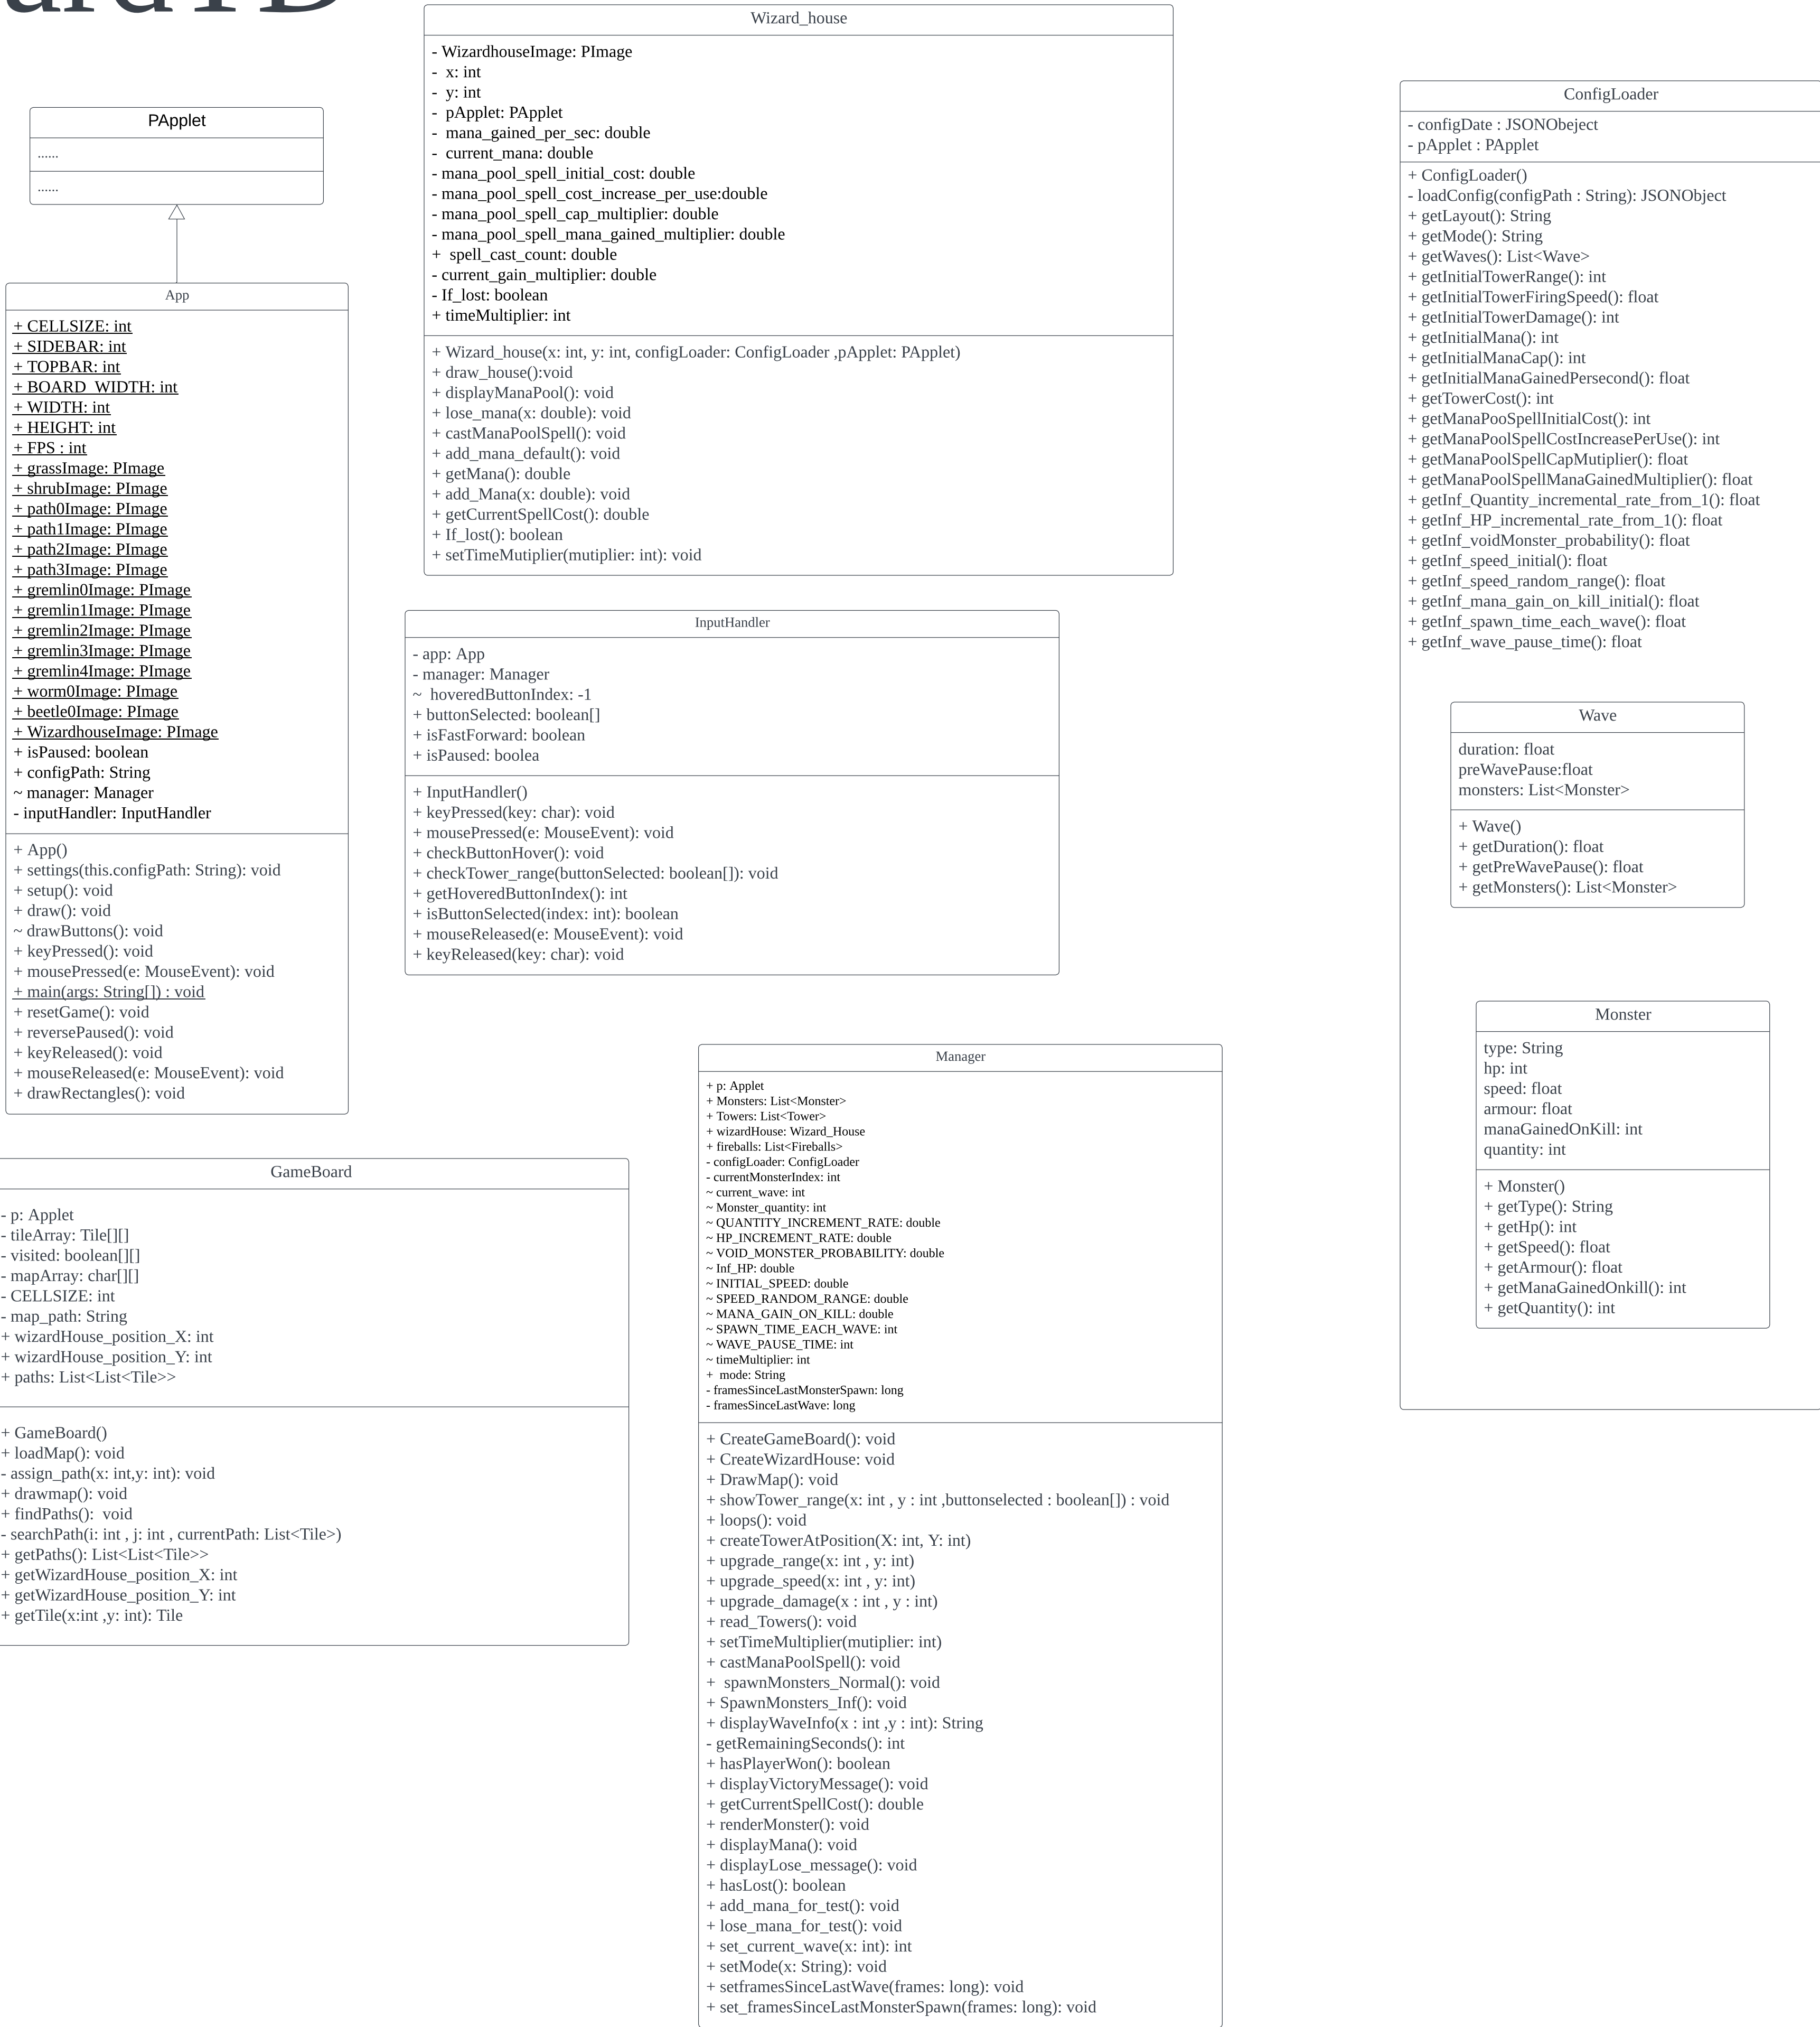 PApplet
......
......
App
+ CELLSIZE: int
+ SIDEBAR: int
+ TOPBAR: int
+ BOARD_WIDTH: int
+ WIDTH: int
+ HEIGHT: int
+ FPS : int
+ grassImage: PImage
+ shrubImage: PImage
+ path0Image: PImage
+ path1Image: PImage
+ path2Image: PImage
+ path3Image: PImage
+ gremlin0Image: PImage
+ gremlin1Image: PImage
+ gremlin2Image: PImage
+ gremlin3Image: PImage
+ gremlin4Image: PImage
+ worm0Image: PImage
+ beetle0Image: PImage
+ WizardhouseImage: PImage
+ isPaused: boolean
+ configPath: String
~ manager: Manager
- inputHandler: InputHandler
+ App()
+ settings(this.configPath: String): void
+ setup(): void
+ draw(): void
~ drawButtons(): void
+ keyPressed(): void
+ mousePressed(e: MouseEvent): void
+ main(args: String[]) : void
+ resetGame(): void
+ reversePaused(): void
+ keyReleased(): void
+ mouseReleased(e: MouseEvent): void
+ drawRectangles(): void
Wizard_house
- WizardhouseImage: PImage
-  x: int
-  y: int
-  pApplet: PApplet
-  mana_gained_per_sec: double
-  current_mana: double
- mana_pool_spell_initial_cost: double
- mana_pool_spell_cost_increase_per_use:double
- mana_pool_spell_cap_multiplier: double
- mana_pool_spell_mana_gained_multiplier: double
+  spell_cast_count: double
- current_gain_multiplier: double
- If_lost: boolean
+ timeMultiplier: int
+ Wizard_house(x: int, y: int, configLoader: ConfigLoader ,pApplet: PApplet)
+ draw_house():void
+ displayManaPool(): void
+ lose_mana(x: double): void
+ castManaPoolSpell(): void
+ add_mana_default(): void
+ getMana(): double
+ add_Mana(x: double): void
+ getCurrentSpellCost(): double
+ If_lost(): boolean
+ setTimeMutiplier(mutiplier: int): void
InputHandler
- app: App
- manager: Manager
~  hoveredButtonIndex: -1
+ buttonSelected: boolean[]
+ isFastForward: boolean
+ isPaused: boolea
+ InputHandler()
+ keyPressed(key: char): void
+ mousePressed(e: MouseEvent): void
+ checkButtonHover(): void
+ checkTower_range(buttonSelected: boolean[]): void
+ getHoveredButtonIndex(): int
+ isButtonSelected(index: int): boolean
+ mouseReleased(e: MouseEvent): void
+ keyReleased(key: char): void
ConfigLoader
- configDate : JSONObeject
- pApplet : PApplet
+ ConfigLoader()
- loadConfig(configPath : String): JSONObject
+ getLayout(): String
+ getMode(): String
+ getWaves(): List<Wave>
+ getInitialTowerRange(): int
+ getInitialTowerFiringSpeed(): float
+ getInitialTowerDamage(): int
+ getInitialMana(): int
+ getInitialManaCap(): int
+ getInitialManaGainedPersecond(): float
+ getTowerCost(): int
+ getManaPooSpellInitialCost(): int
+ getManaPoolSpellCostIncreasePerUse(): int
+ getManaPoolSpellCapMutiplier(): float
+ getManaPoolSpellManaGainedMultiplier(): float
+ getInf_Quantity_incremental_rate_from_1(): float
+ getInf_HP_incremental_rate_from_1(): float
+ getInf_voidMonster_probability(): float
+ getInf_speed_initial(): float
+ getInf_speed_random_range(): float
+ getInf_mana_gain_on_kill_initial(): float
+ getInf_spawn_time_each_wave(): float
+ getInf_wave_pause_time(): float
Wave
duration: float
preWavePause:float
monsters: List<Monster>
+ Wave()
+ getDuration(): float
+ getPreWavePause(): float
+ getMonsters(): List<Monster>
Monster
type: String
hp: int
speed: float
armour: float
manaGainedOnKill: int
quantity: int
+ Monster()
+ getType(): String
+ getHp(): int
+ getSpeed(): float
+ getArmour(): float
+ getManaGainedOnkill(): int
+ getQuantity(): int
GameBoard
- p: Applet
- tileArray: Tile[][]
- visited: boolean[][]
- mapArray: char[][]
- CELLSIZE: int
- map_path: String
+ wizardHouse_position_X: int
+ wizardHouse_position_Y: int
+ paths: List<List<Tile>>
+ GameBoard()
+ loadMap(): void
- assign_path(x: int,y: int): void
+ drawmap(): void
+ findPaths():  void
- searchPath(i: int , j: int , currentPath: List<Tile>)
+ getPaths(): List<List<Tile>>
+ getWizardHouse_position_X: int
+ getWizardHouse_position_Y: int
+ getTile(x:int ,y: int): Tile
Manager
+ p: Applet
+ Monsters: List<Monster>
+ Towers: List<Tower>
+ wizardHouse: Wizard_House
+ fireballs: List<Fireballs>
- configLoader: ConfigLoader
- currentMonsterIndex: int
~ current_wave: int
~ Monster_quantity: int
~ QUANTITY_INCREMENT_RATE: double
~ HP_INCREMENT_RATE: double
~ VOID_MONSTER_PROBABILITY: double
~ Inf_HP: double
~ INITIAL_SPEED: double
~ SPEED_RANDOM_RANGE: double
~ MANA_GAIN_ON_KILL: double
~ SPAWN_TIME_EACH_WAVE: int
~ WAVE_PAUSE_TIME: int
~ timeMultiplier: int
+  mode: String
- framesSinceLastMonsterSpawn: long
- framesSinceLastWave: long
+ CreateGameBoard(): void
+ CreateWizardHouse: void
+ DrawMap(): void
+ showTower_range(x: int , y : int ,buttonselected : boolean[]) : void
+ loops(): void
+ createTowerAtPosition(X: int, Y: int)
+ upgrade_range(x: int , y: int)
+ upgrade_speed(x: int , y: int)
+ upgrade_damage(x : int , y : int)
+ read_Towers(): void
+ setTimeMultiplier(mutiplier: int)
+ castManaPoolSpell(): void
+  spawnMonsters_Normal(): void
+ SpawnMonsters_Inf(): void
+ displayWaveInfo(x : int ,y : int): String
- getRemainingSeconds(): int
+ hasPlayerWon(): boolean
+ displayVictoryMessage(): void
+ getCurrentSpellCost(): double
+ renderMonster(): void
+ displayMana(): void
+ displayLose_message(): void
+ hasLost(): boolean
+ add_mana_for_test(): void
+ lose_mana_for_test(): void
+ set_current_wave(x: int): int
+ setMode(x: String): void
+ setframesSinceLastWave(frames: long): void
+ set_framesSinceLastMonsterSpawn(frames: long): void